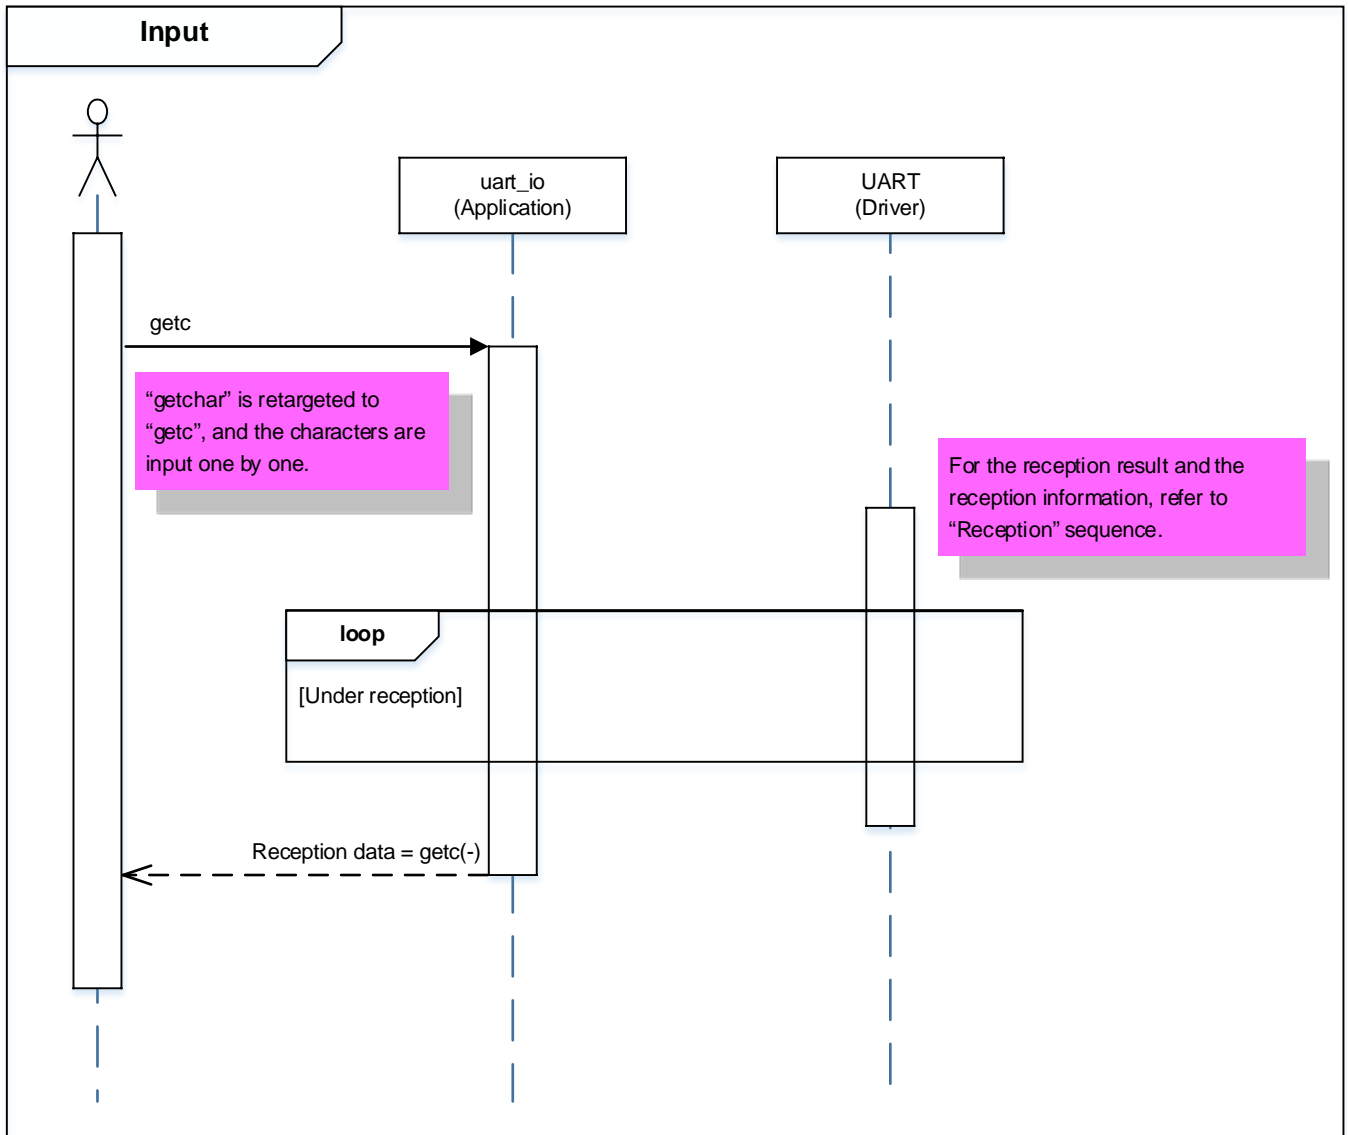 Input
uart_io
(Application)
UART
(Driver)
getc
“getchar” is retargeted to
“getc”, and the characters are
input one by one.
For the reception result and the
reception information, refer to
“Reception” sequence.
loop
[Under reception]
Reception data = getc(-)